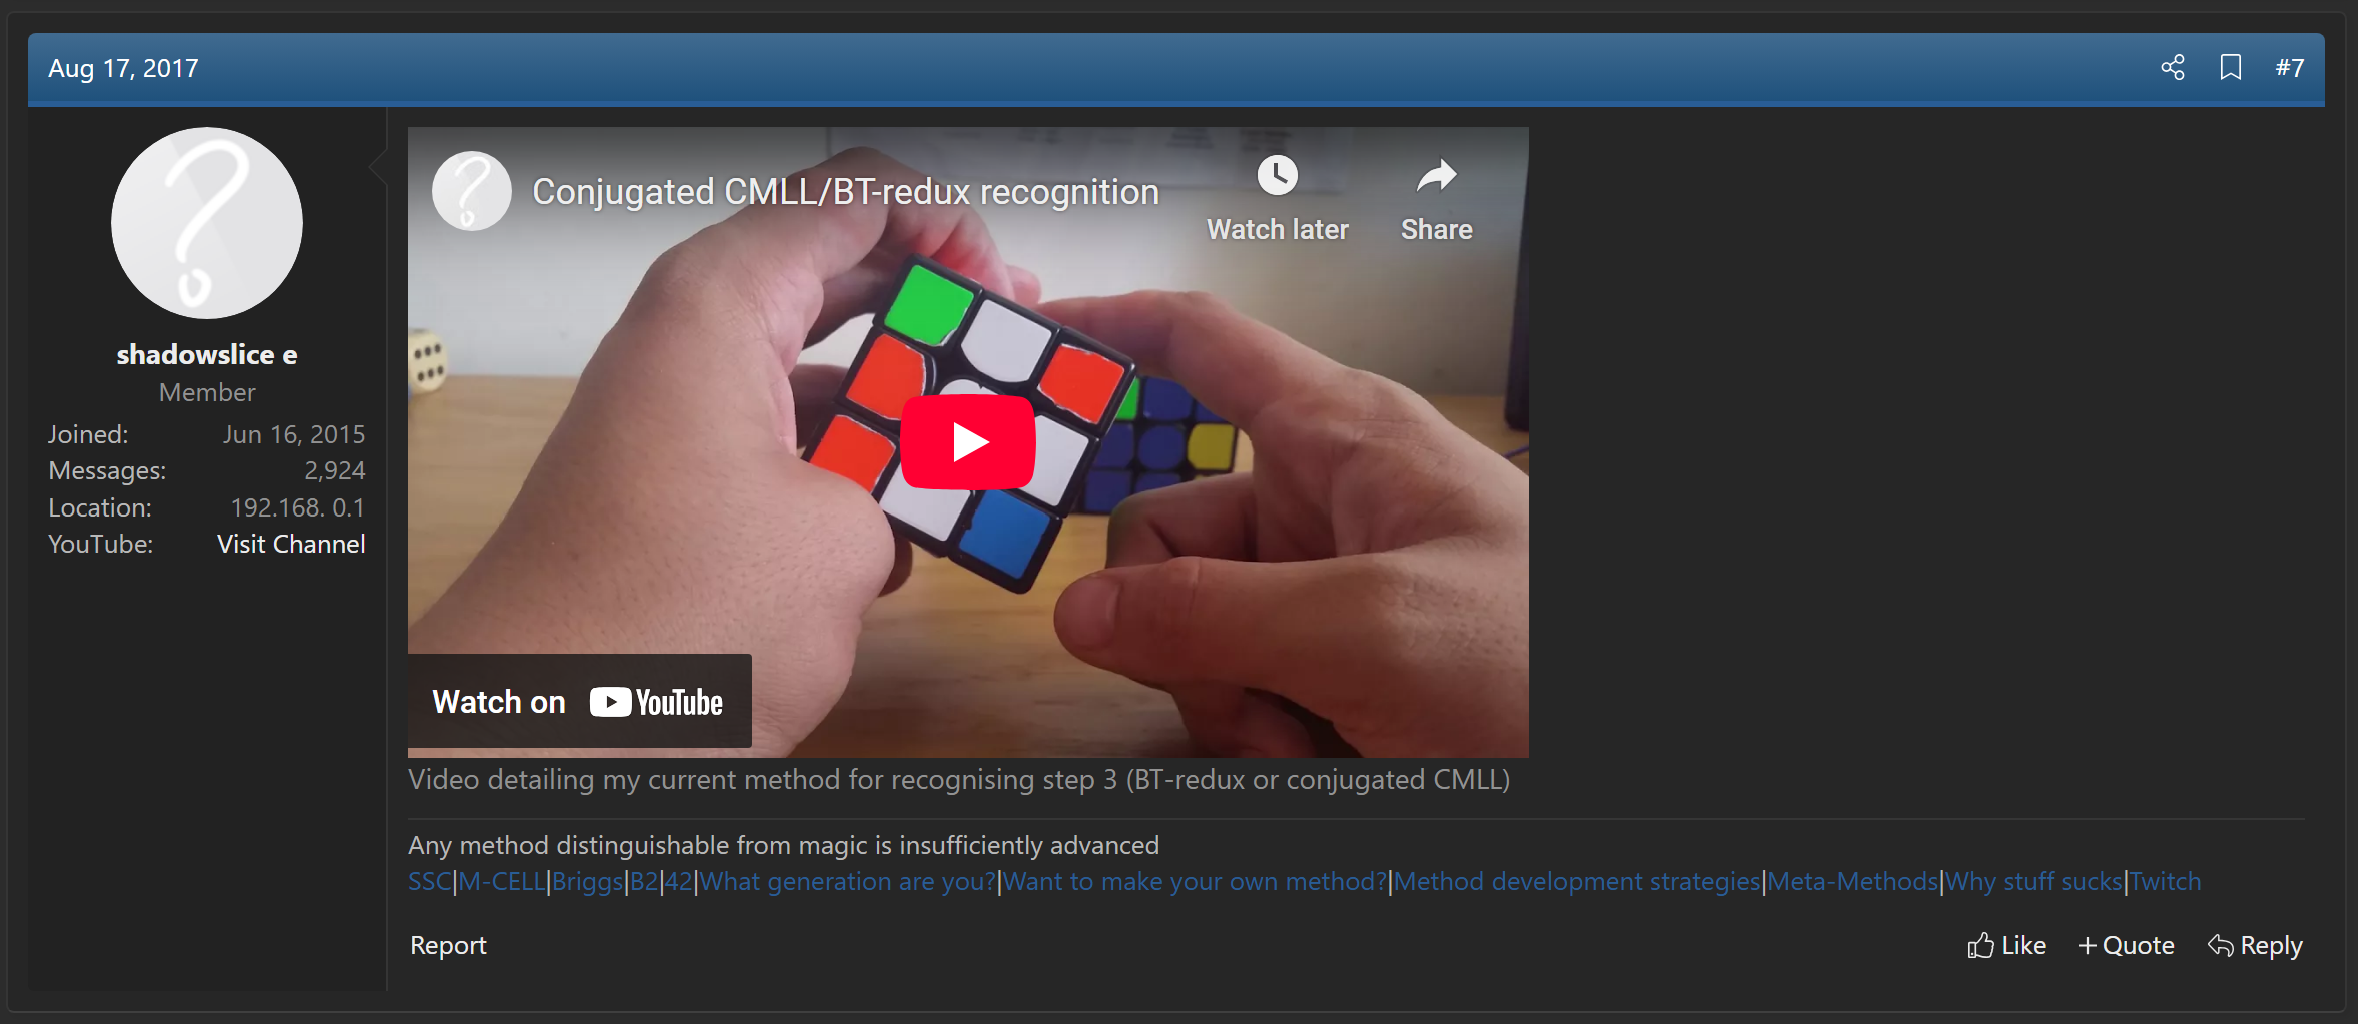 Aug 17, 2017
#7
shadowslice e
Member
Joined: Jun 16, 2015
Messages: 2,924
Location: 192.168. 0.1
YouTube: Visit Channel
Conjugated CMLL/BT-redux recognition
Watch later
Share
Watch on YouTube
Video detailing my current method for recognising step 3 (BT-redux or conjugated CMLL)
Any method distinguishable from magic is insufficiently advanced
SSC|M-CELL|Briggs|B2|42|What generation are you?|Want to make your own method?|Method development strategies|Meta-Methods|Why stuff sucks|Twitch
Report
Like
+ Quote
Reply